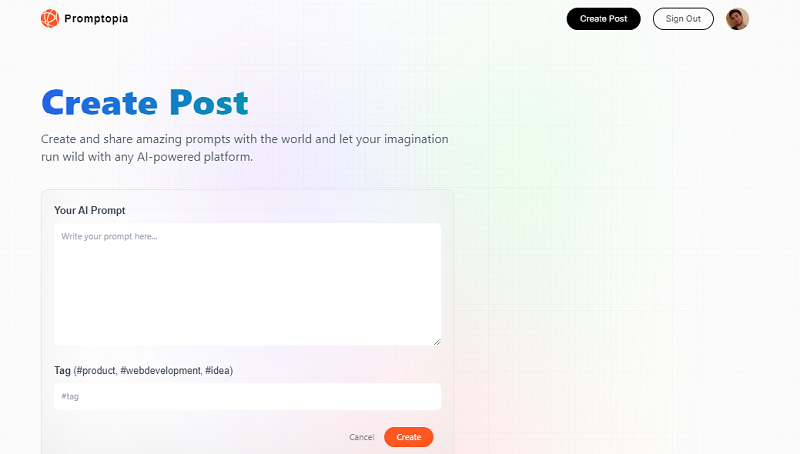 Promptopia
Create Post
Sign Out
Create Post
Create and share amazing prompts with the world and let your imagination
run wild with any AI-powered platform.
Your AI Prompt
Write your prompt here...
Tag (#product, #webdevelopment, #idea)
#tag
Cancel
Create